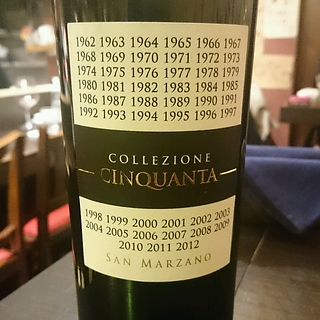 1962 1963 1964 1965 1966 1967
1968 1969 1970 1971 1972 1973
1974 1975 1976 1977 1978 1979
1980 1981 1982 1983 1984 1985
1986 1987 1988 1989 1990 1991
1992 1993 1994 1995 1996 1997
COLLEZIONE
CINQUANTA
1998 1999 2000 2001 2002 2003
2004 2005 2006 2007 2008 2009
2010 2011 2012
SAN MARZANO